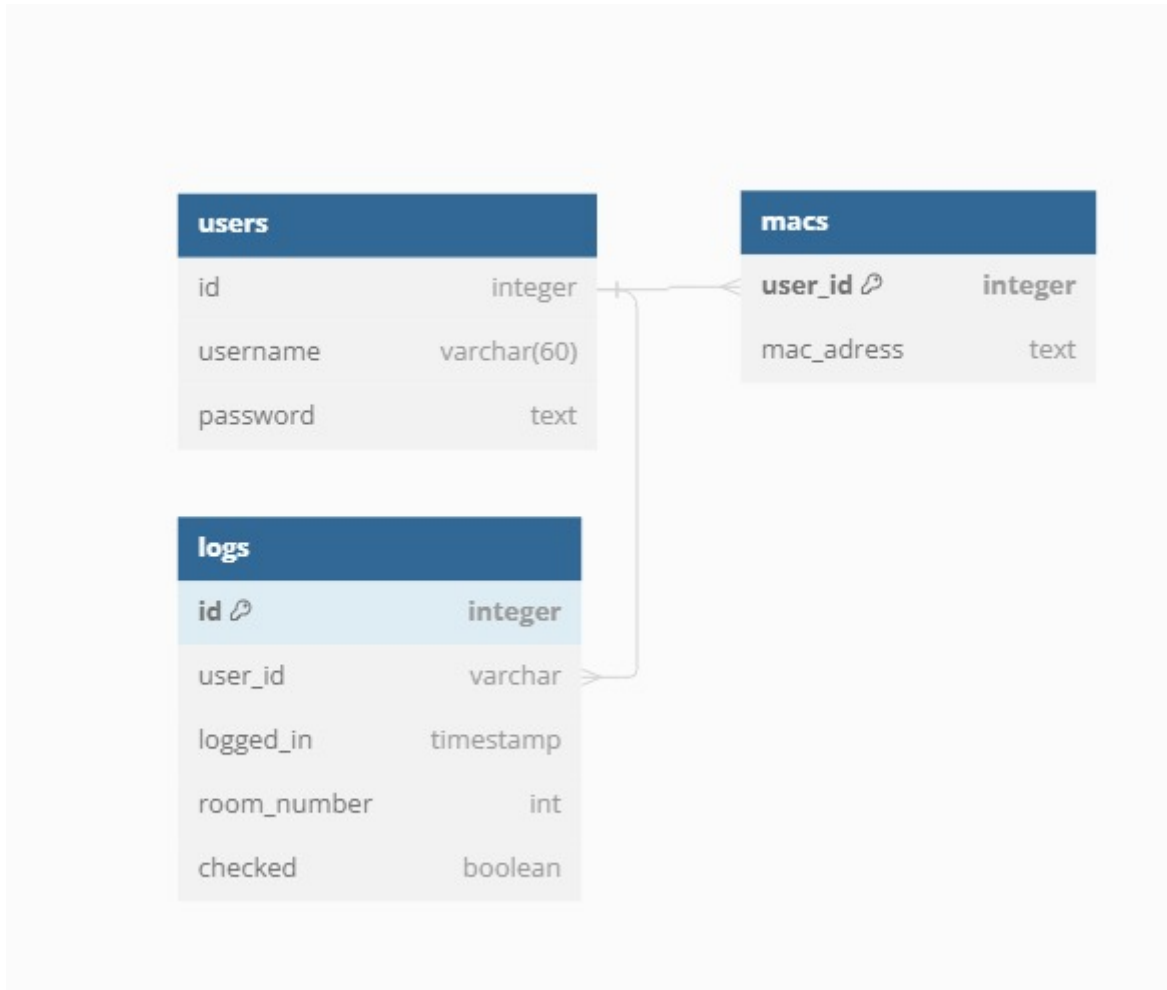 users
id integer
username varchar(60)
password text
macs
user_id integer
mac_adress text
logs
id integer
user_id varchar
logged_in timestamp
room_number int
checked boolean